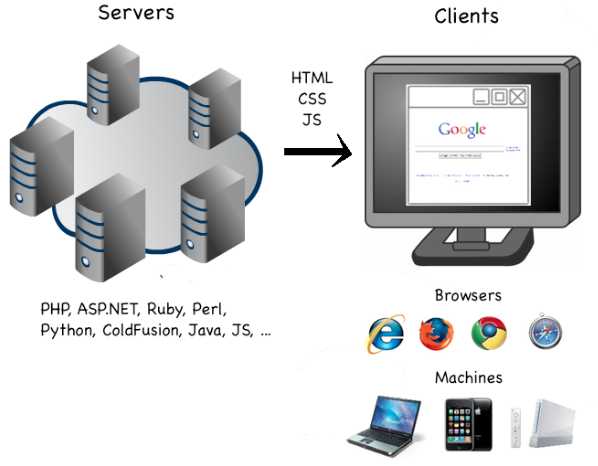 Servers
Clients
HTML
CSS
JS
Google
PHP, ASP.NET, Ruby, Perl,
Python, ColdFusion, Java, JS, ...
Browsers
Machines